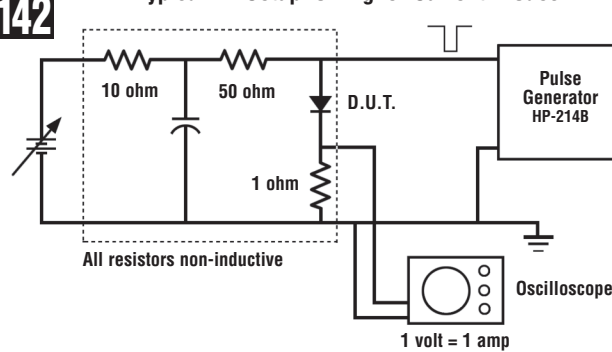 142
10 ohm
50 ohm
D.U.T.
1 ohm
Pulse
Generator
HP-214B
All resistors non-inductive
Oscilloscope
1 volt = 1 amp